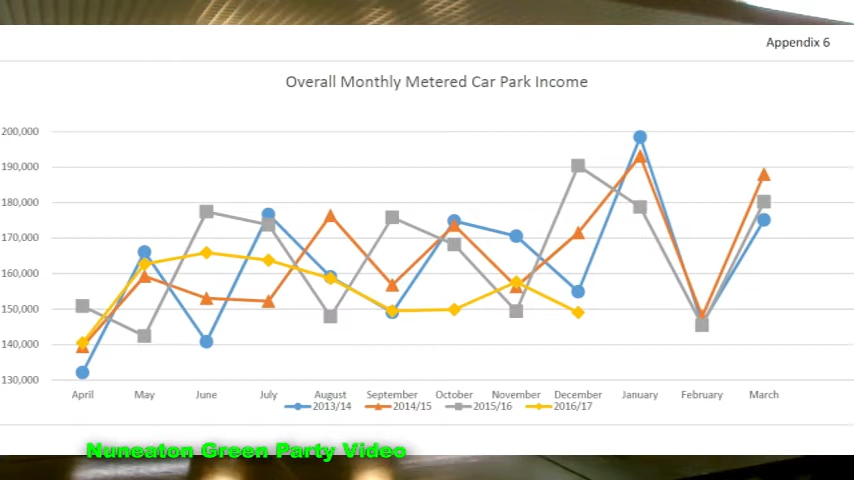 Appendix 6
Overall Monthly Metered Car Park Income
200,000
190,000
180,000
170,000
160,000
150,000
140,000
130,000
April May June July August September October November December January February March
2013/14 2014/15 2015/16 2016/17
Nuneaton Green Party Video